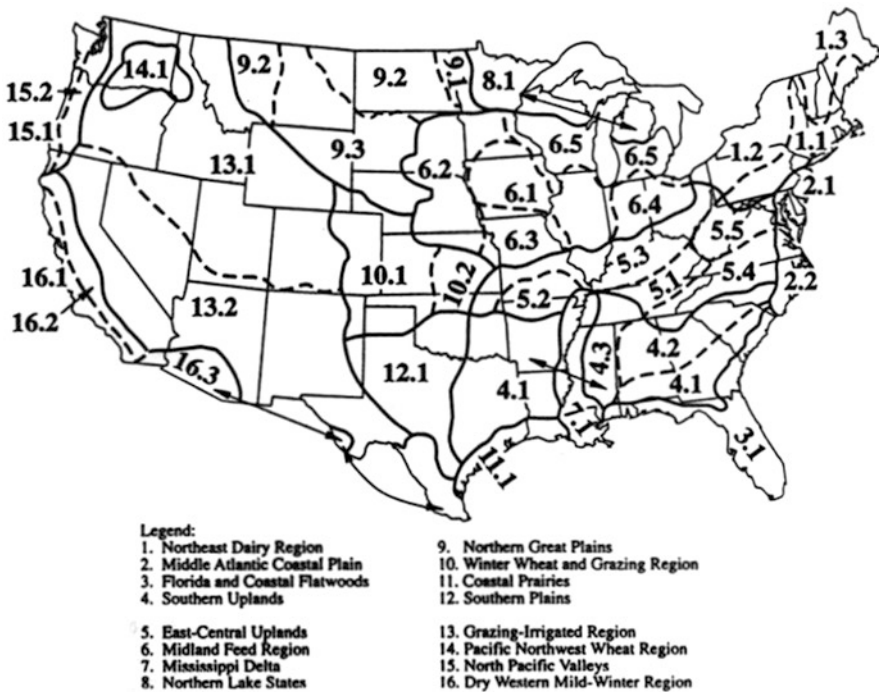 1.3
14.1
9.2
9.2
9.1
8.1
15.2
15.1
1.1
1.2
9.3
6.5
6.5
13.1
6.2
2.1
6.1
6.4
5.5
6.3
5.3
16.1
10.1
10.2
5.1
5.4
2.2
5.2
16.2
13.2
4.3
4.2
16.3
12.1
4.1
4.1
7.1
11.1
3.1
Legend:
1. Northeast Dairy Region
2. Middle Atlantic Coastal Plain
3. Florida and Coastal Flatwoods
4. Southern Uplands
5. East-Central Uplands
6. Midland Feed Region
7. Mississippi Delta
8. Northern Lake States
9. Northern Great Plains
10. Winter Wheat and Grazing Region
11. Coastal Prairies
12. Southern Plains
13. Grazing-Irrigated Region
14. Pacific Northwest Wheat Region
15. North Pacific Valleys
16. Dry Western Mild-Winter Region